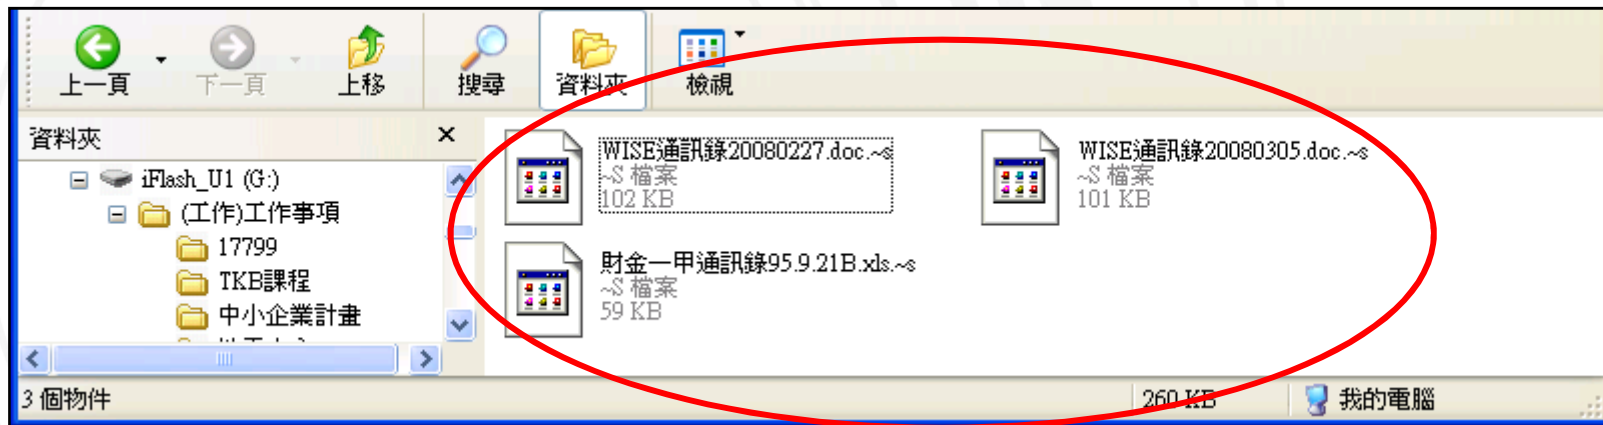 上一頁 下一頁 上移 搜尋 資料夾 檢視
資料夾
iFlash_U1 (G:)
(工作)工作事項
17799
TKB課程
中小企業計畫
WISE通訊錄20080227.doc.~s
~S 檔案
102 KB
WISE通訊錄20080305.doc.~s
~S 檔案
101 KB
財金一甲通訊錄95.9.21B.xls.~s
~S 檔案
59 KB
3 個物件
260 KB
我的電腦